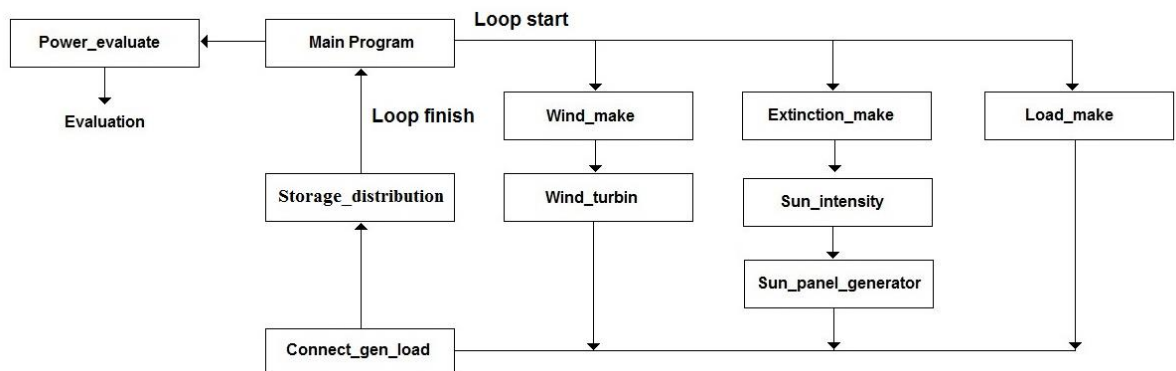 Loop start
Power_evaluate
Main Program
Evaluation
Loop finish
Wind_make
Extinction_make
Load_make
Storage_distribution
Wind_turbin
Sun_intensity
Sun_panel_generator
Connect_gen_load